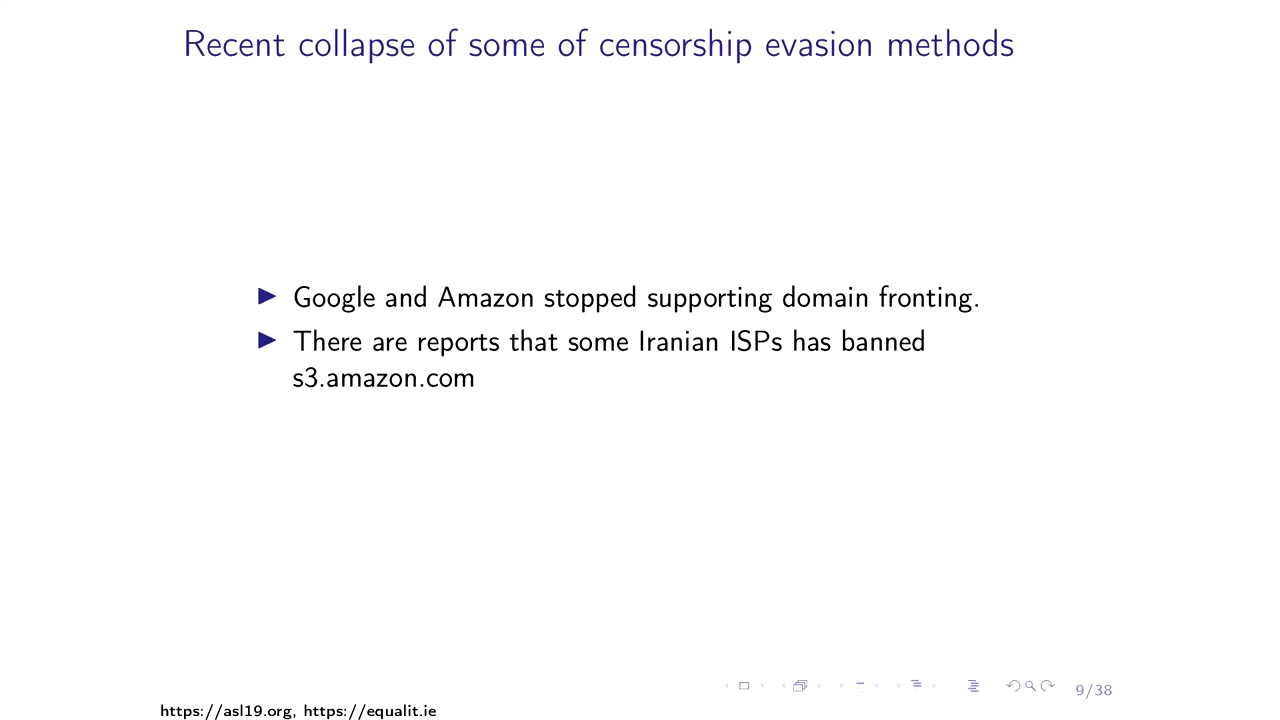 Recent collapse of some of censorship evasion methods
Google and Amazon stopped supporting domain fronting.
There are reports that some Iranian ISPs has banned
s3.amazon.com
9/38
https://asl19.org, https://equalit.ie